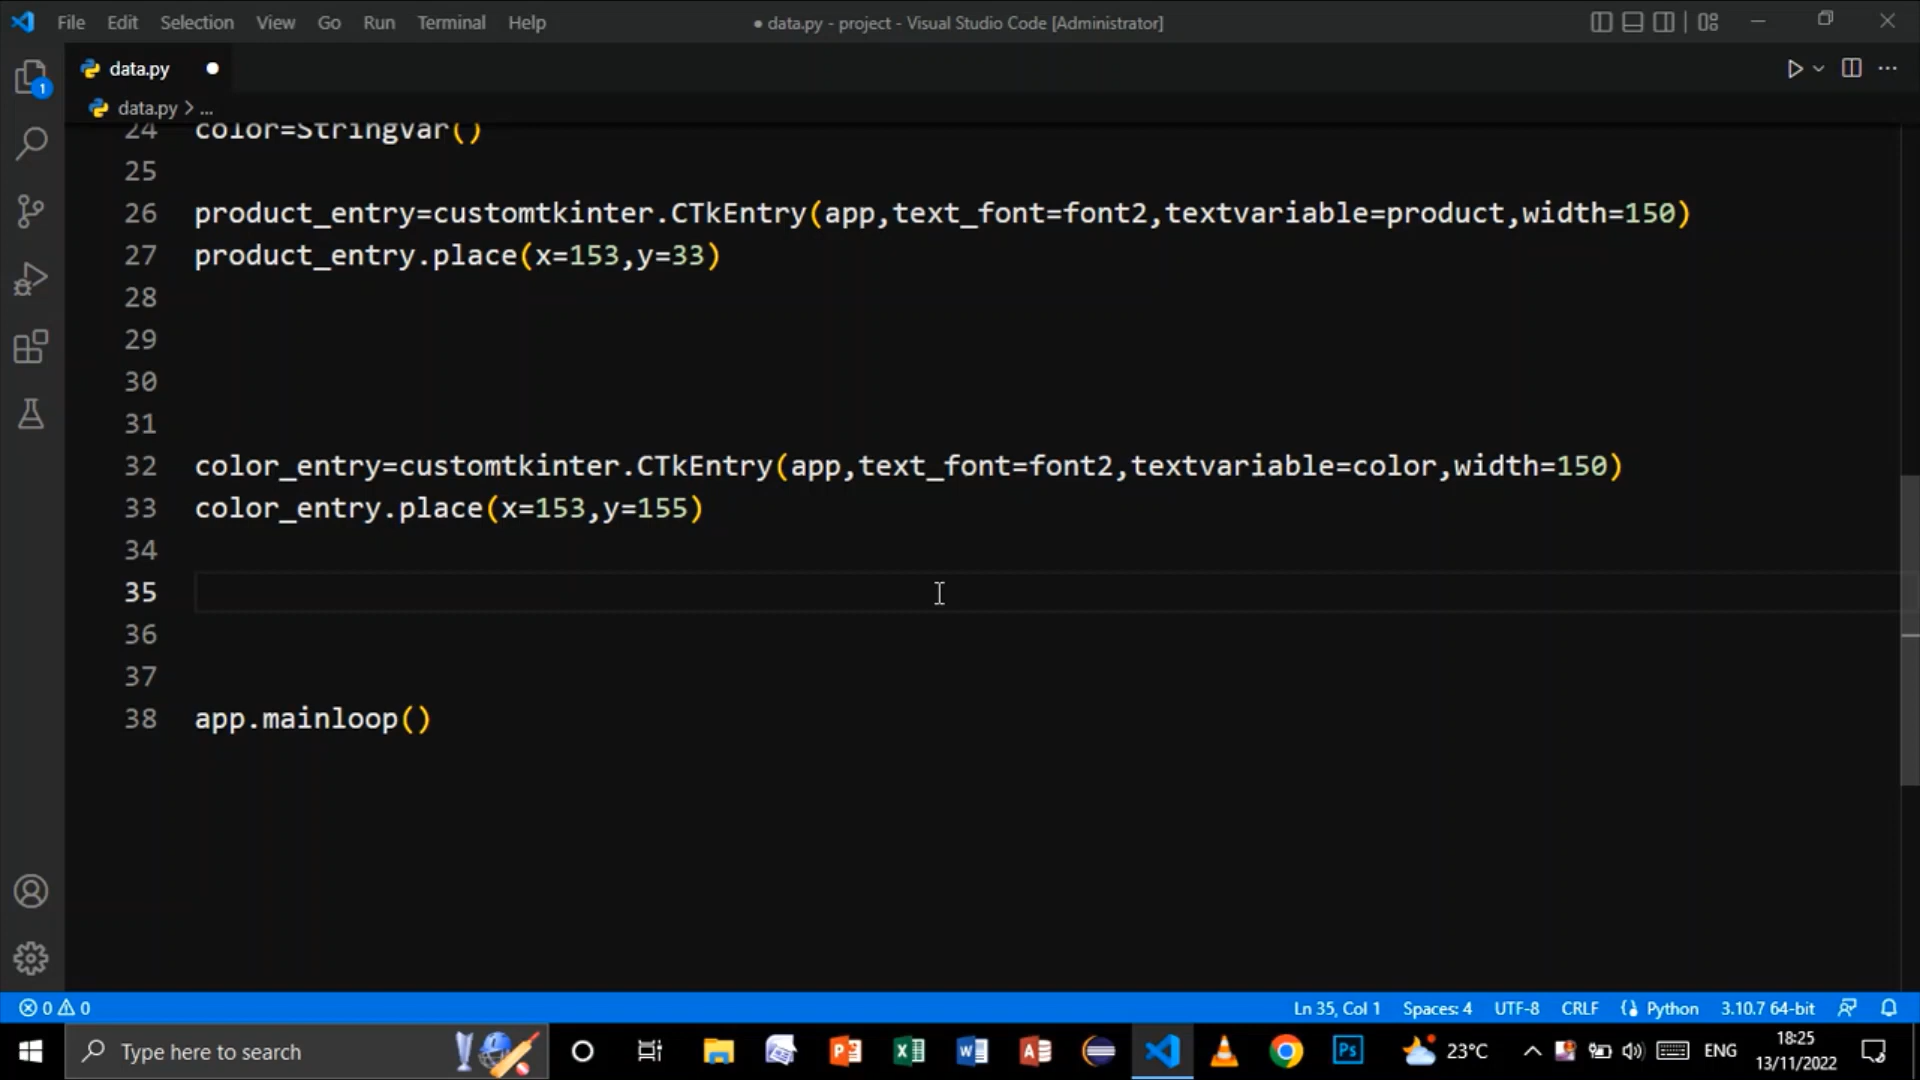 File Edit Selection View Go Run Terminal Help
● data.py - project - Visual Studio Code [Administrator]
data.py ●
data.py > ...
24 color=StringVar()
25
26 product_entry=customtkinter.CTkEntry(app,text_font=font2,textvariable=product,width=150)
27 product_entry.place(x=153,y=33)
28
29
30
31
32 color_entry=customtkinter.CTkEntry(app,text_font=font2,textvariable=color,width=150)
33 color_entry.place(x=153,y=155)
34
35
36
37
38 app.mainloop()
1
0 0
Ln 35, Col 1 Spaces: 4 UTF-8 CRLF Python 3.10.7 64-bit
Type here to search
Ps
23°C
ENG
18:25
13/11/2022